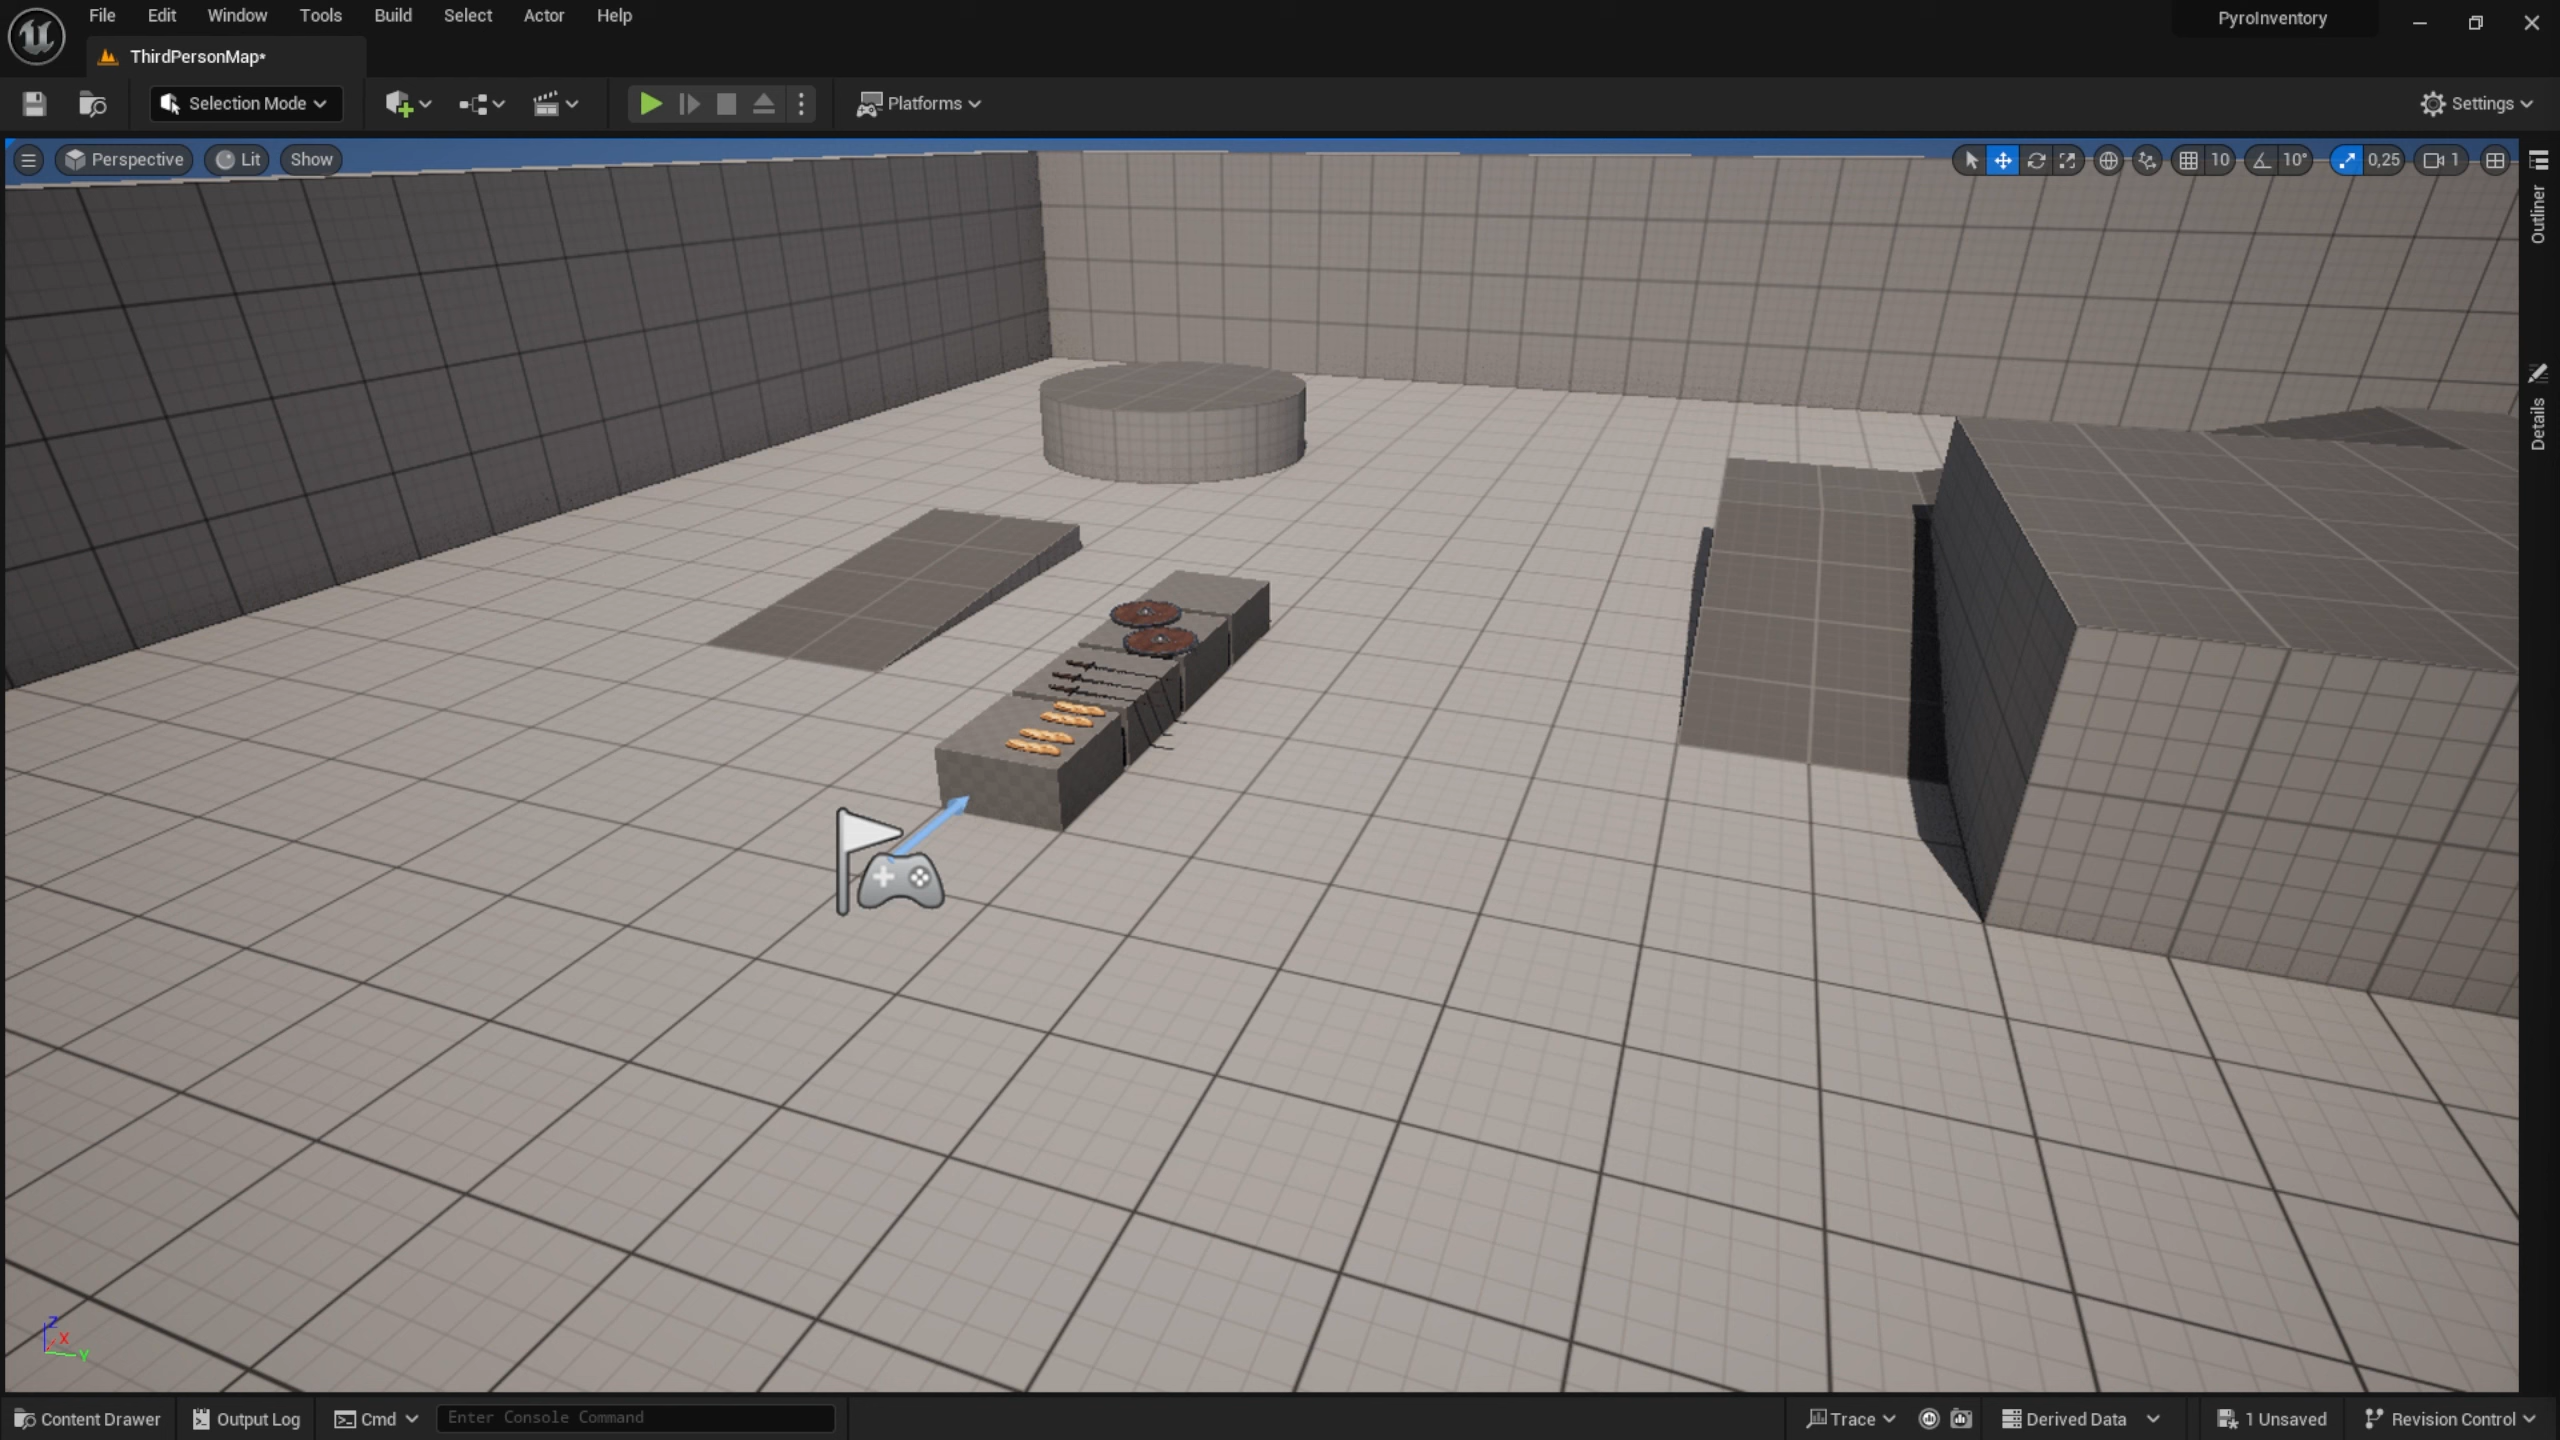 File Edit Window Tools Build Select Actor Help
PyroInventory
ThirdPersonMap*
Selection Mode
Platforms
Settings
Perspective Lit Show
10 10° 0,25 1
Outliner
Details
Z
X
Y
Content Drawer Output Log Cmd Enter Console Command Trace Derived Data 1 Unsaved Revision Control